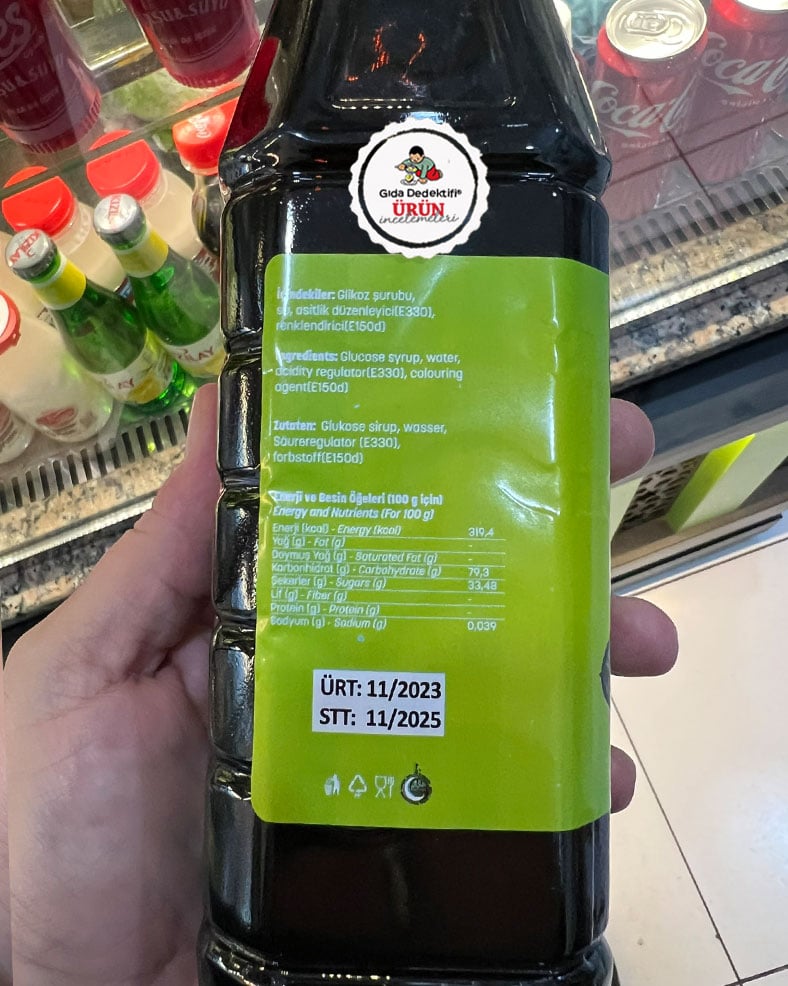 Gıda Dedektifi®
ÜRÜN
incelemeleri
İçindekiler: Glikoz şurubu,
su, asitlik düzenleyici(E330),
renklendirici(E150d)
Ingredients: Glucose syrup, water,
acidity regulator(E330), colouring
agent(E150d)
Zutaten: Glukose sirup, wasser,
Säureregulator (E330),
farbstoff(E150d)
Enerji ve Besin Öğeleri (100 g için)
Energy and Nutrients (For 100 g)
Enerji (kcal) - Energy (kcal) 319,4
Yağ (g) - Fat (g) -
Doymuş Yağ (g) - Saturated Fat (g) -
Karbonhidrat (g) - Carbohydrate (g) 79,3
Şekerler (g) - Sugars (g) 33,48
Lif (g) - Fiber (g) -
Protein (g) - Protein (g) -
Sodyum (g) - Sodium (g) 0,039
ÜRT: 11/2023
STT: 11/2025
Coca
Coca